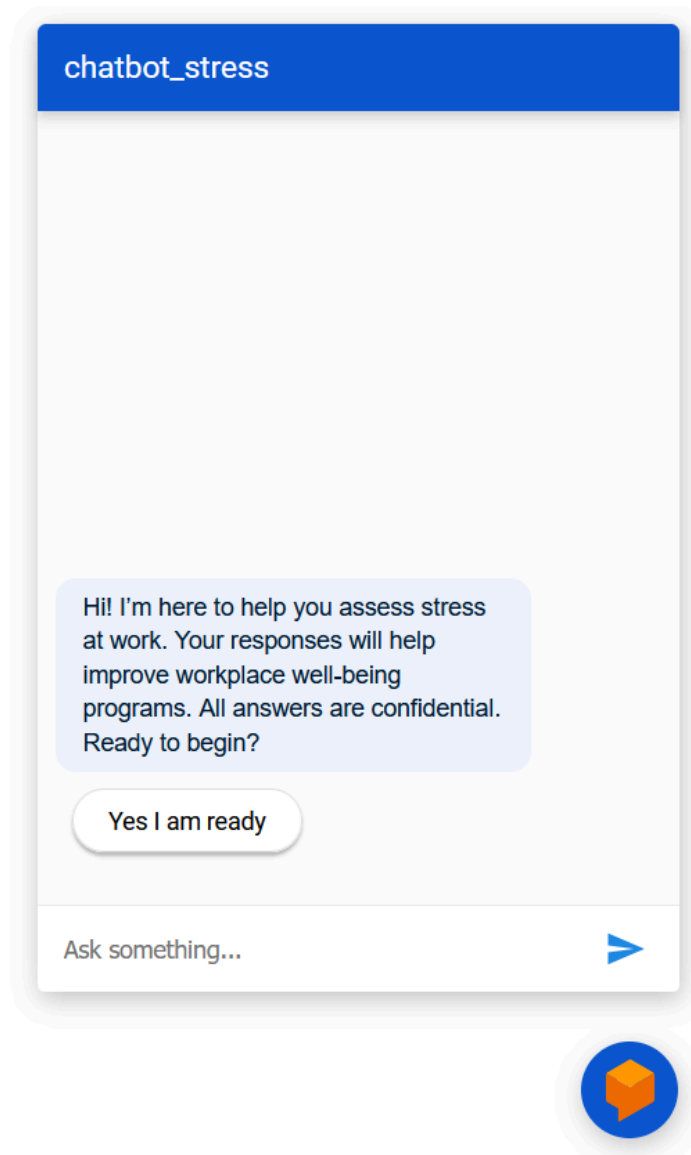 chatbot_stress
Hi! I’m here to help you assess stress
at work. Your responses will help
improve workplace well-being
programs. All answers are confidential.
Ready to begin?
Yes I am ready
Ask something...